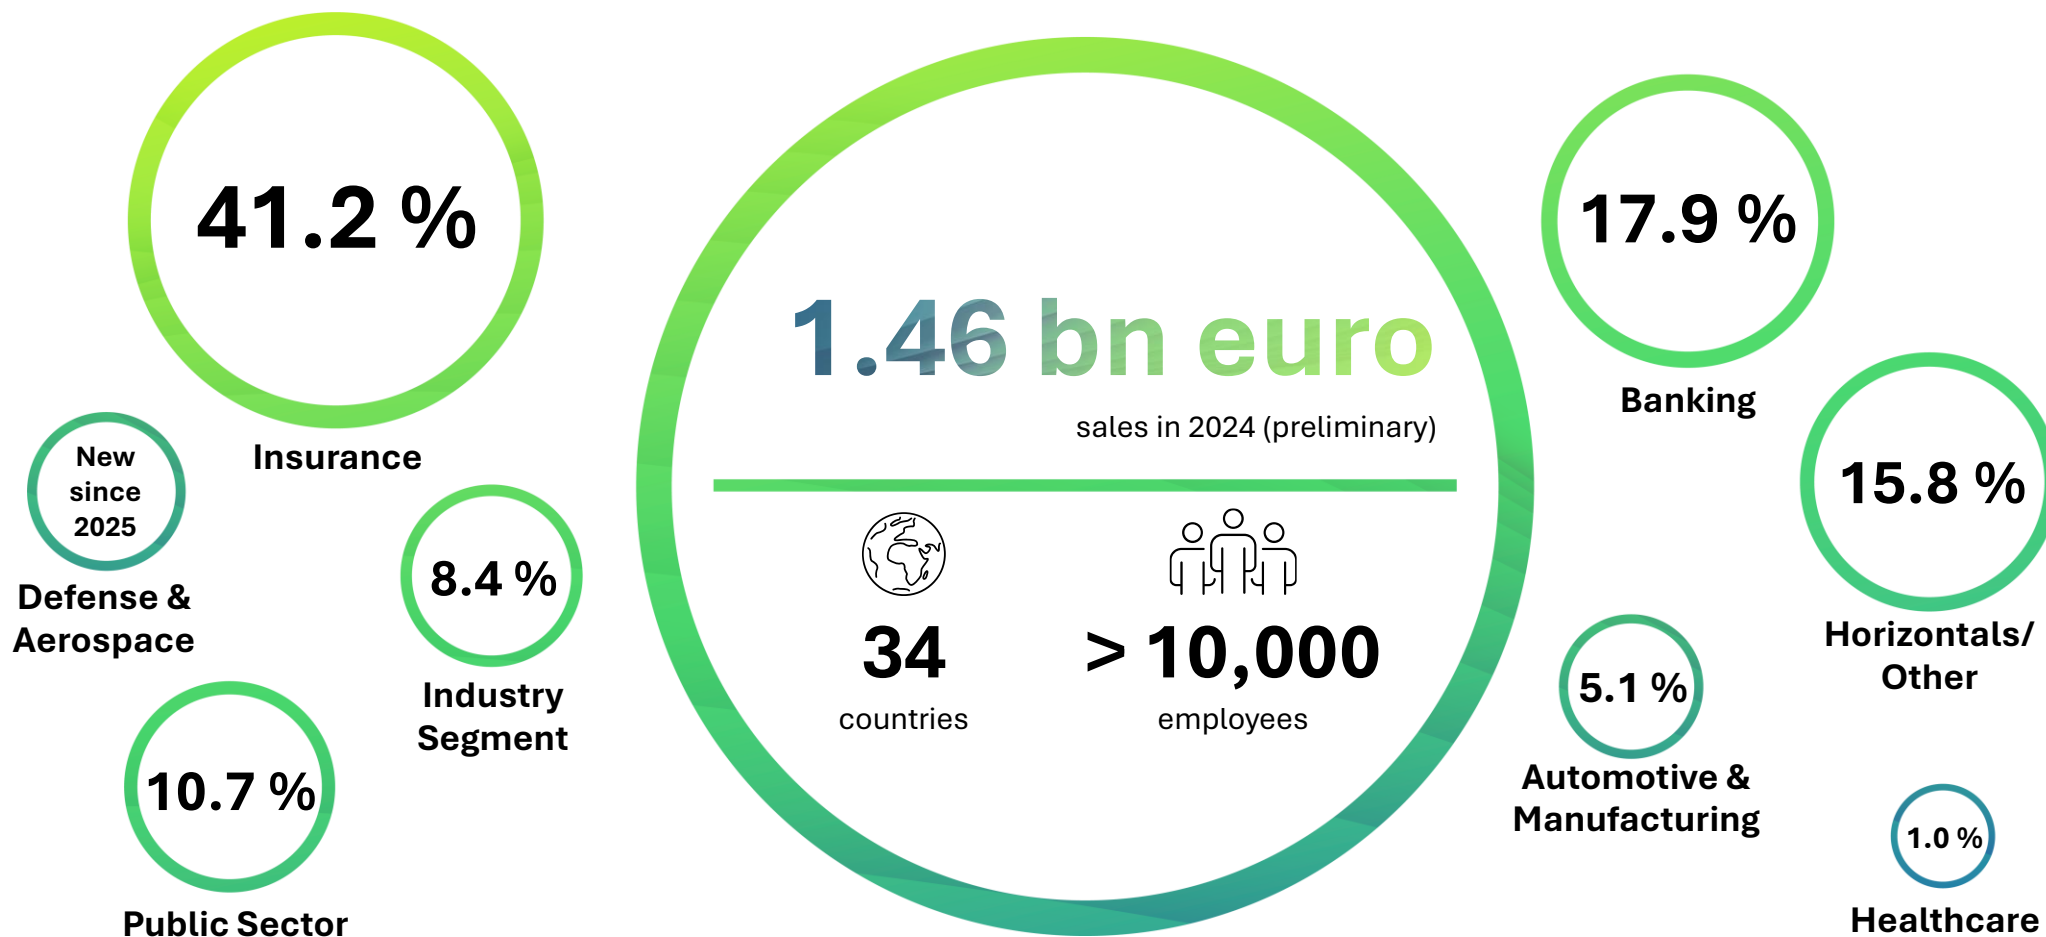 41.2 %
Insurance
New
since
2025
Defense &
Aerospace
8.4 %
Industry
Segment
10.7 %
Public Sector
1.46 bn euro
sales in 2024 (preliminary)
34
countries
> 10,000
employees
17.9 %
Banking
15.8 %
Horizontals/
Other
5.1 %
Automotive &
Manufacturing
1.0 %
Healthcare